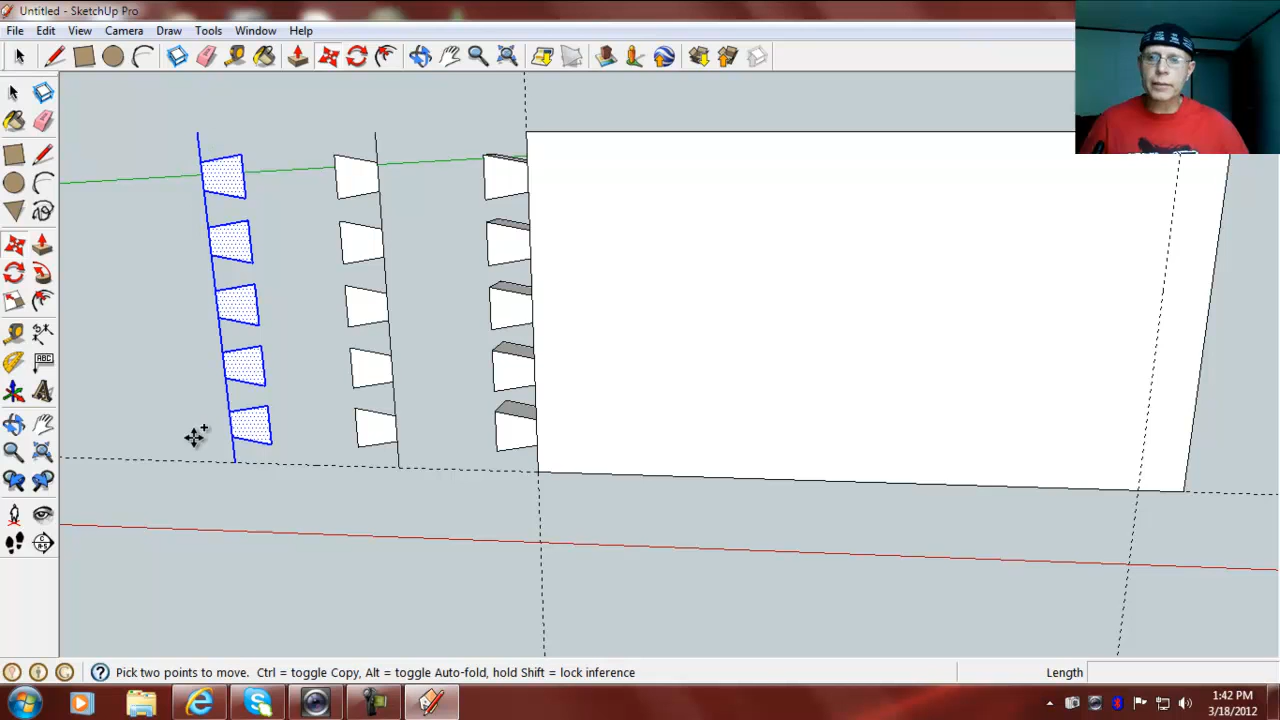 Untitled - SketchUp Pro
File Edit View Camera Draw Tools Window Help
ABC
Pick two points to move. Ctrl = toggle Copy, Alt = toggle Auto-fold, hold Shift = lock inference
Length
1:42 PM
3/18/2012